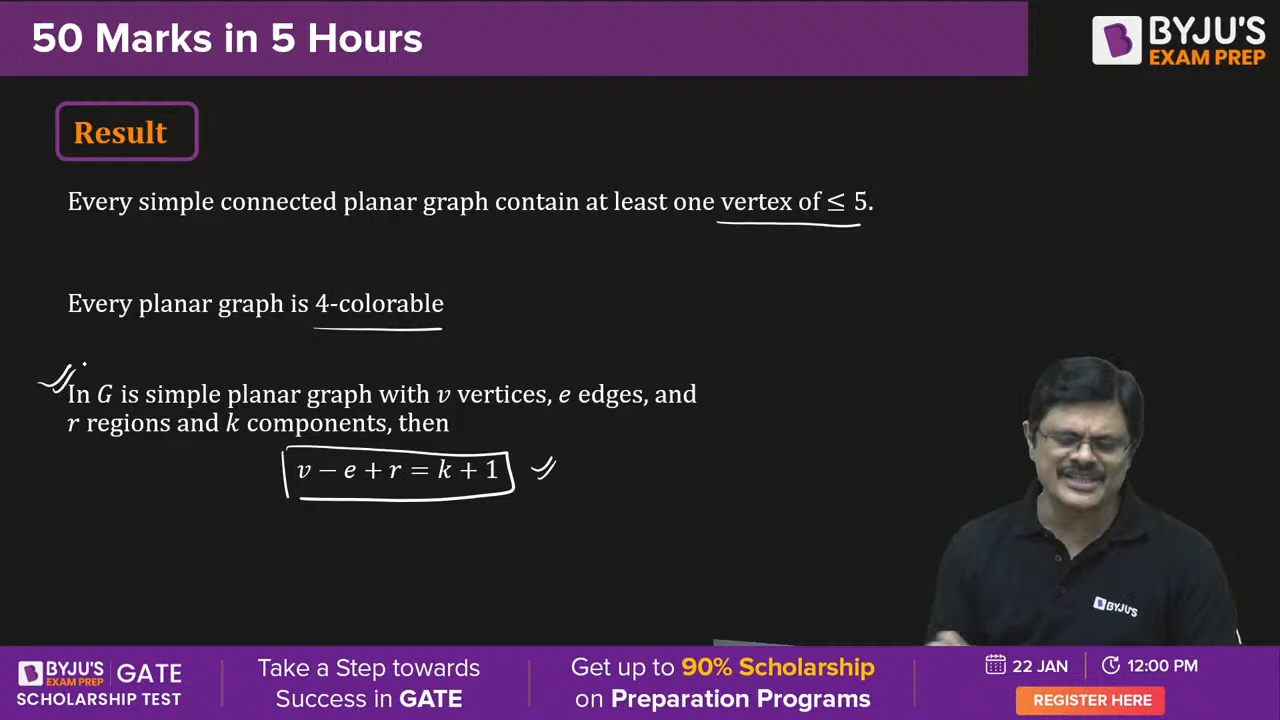 50 Marks in 5 Hours
BYJU'S
EXAM PREP
Result
Every simple connected planar graph contain at least one vertex of ≤ 5.
Every planar graph is 4-colorable
In G is simple planar graph with v vertices, e edges, and
r regions and k components, then
v − e + r = k + 1
BYJU'S
BYJU'S EXAM PREP GATE
SCHOLARSHIP TEST
Take a Step towards
Success in GATE
Get up to 90% Scholarship
on Preparation Programs
22 JAN 12:00 PM
REGISTER HERE